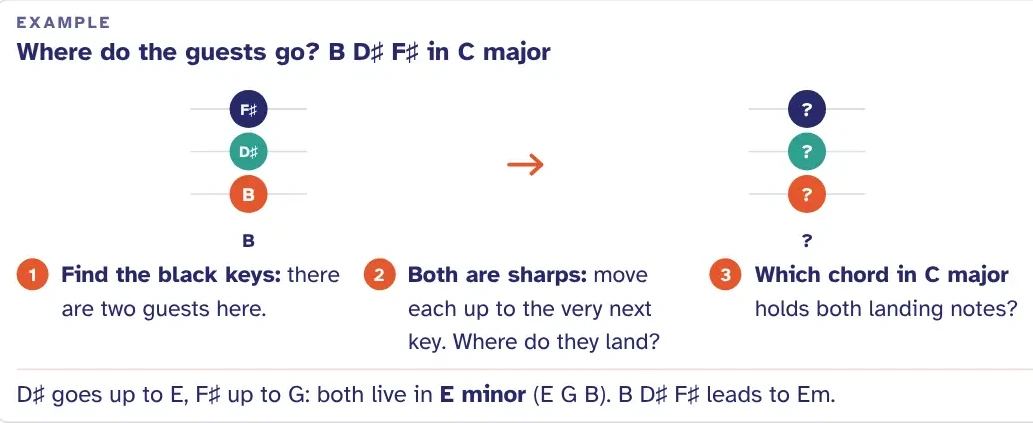 EXAMPLE
Where do the guests go? B D♯ F♯ in C major
F♯
D♯
B
B
?
?
?
?
1 Find the black keys: there
are two guests here.
2 Both are sharps: move
each up to the very next
key. Where do they land?
3 Which chord in C major
holds both landing notes?
D♯ goes up to E, F♯ up to G: both live in E minor (E G B). B D♯ F♯ leads to Em.